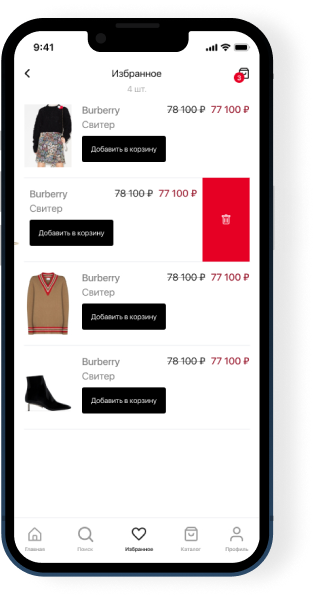 9:41
Избранное
3
4 шт.
Burberry 78 100 ₽ 77 100 ₽
Свитер
Добавить в корзину
Burberry 78 100 ₽ 77 100 ₽
Свитер
Добавить в корзину
Burberry 78 100 ₽ 77 100 ₽
Свитер
Добавить в корзину
Burberry 78 100 ₽ 77 100 ₽
Свитер
Добавить в корзину
Главная Поиск Избранное Каталог Профиль